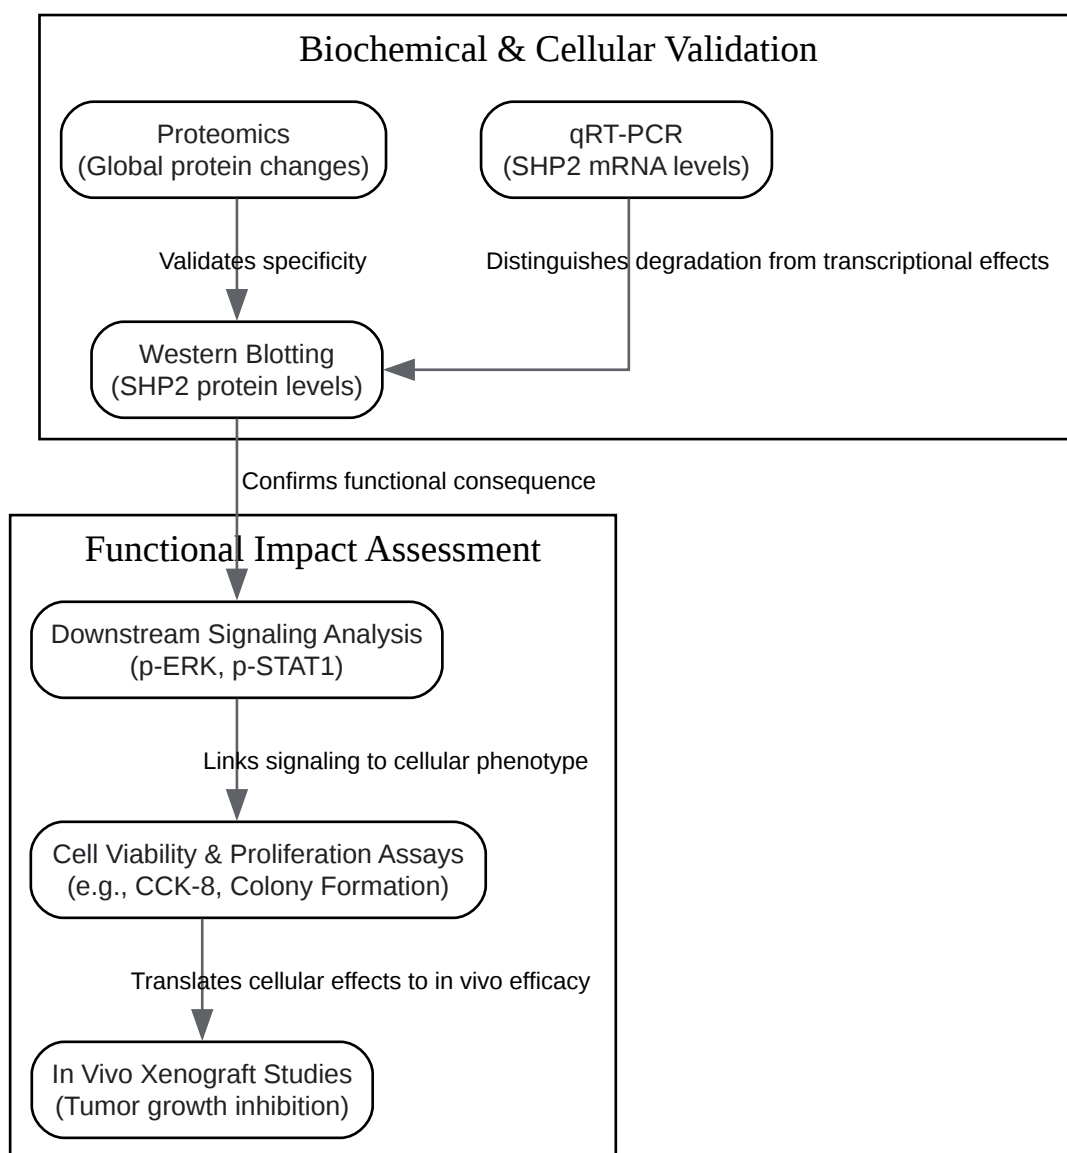 Biochemical & Cellular Validation
Proteomics
(Global protein changes)
qRT-PCR
(SHP2 mRNA levels)
Validates specificity
Distinguishes degradation from transcriptional effects
Western Blotting
(SHP2 protein levels)
Confirms functional consequence
Functional Impact Assessment
Downstream Signaling Analysis
(p-ERK, p-STAT1)
Links signaling to cellular phenotype
Cell Viability & Proliferation Assays
(e.g., CCK-8, Colony Formation)
Translates cellular effects to in vivo efficacy
In Vivo Xenograft Studies
(Tumor growth inhibition)